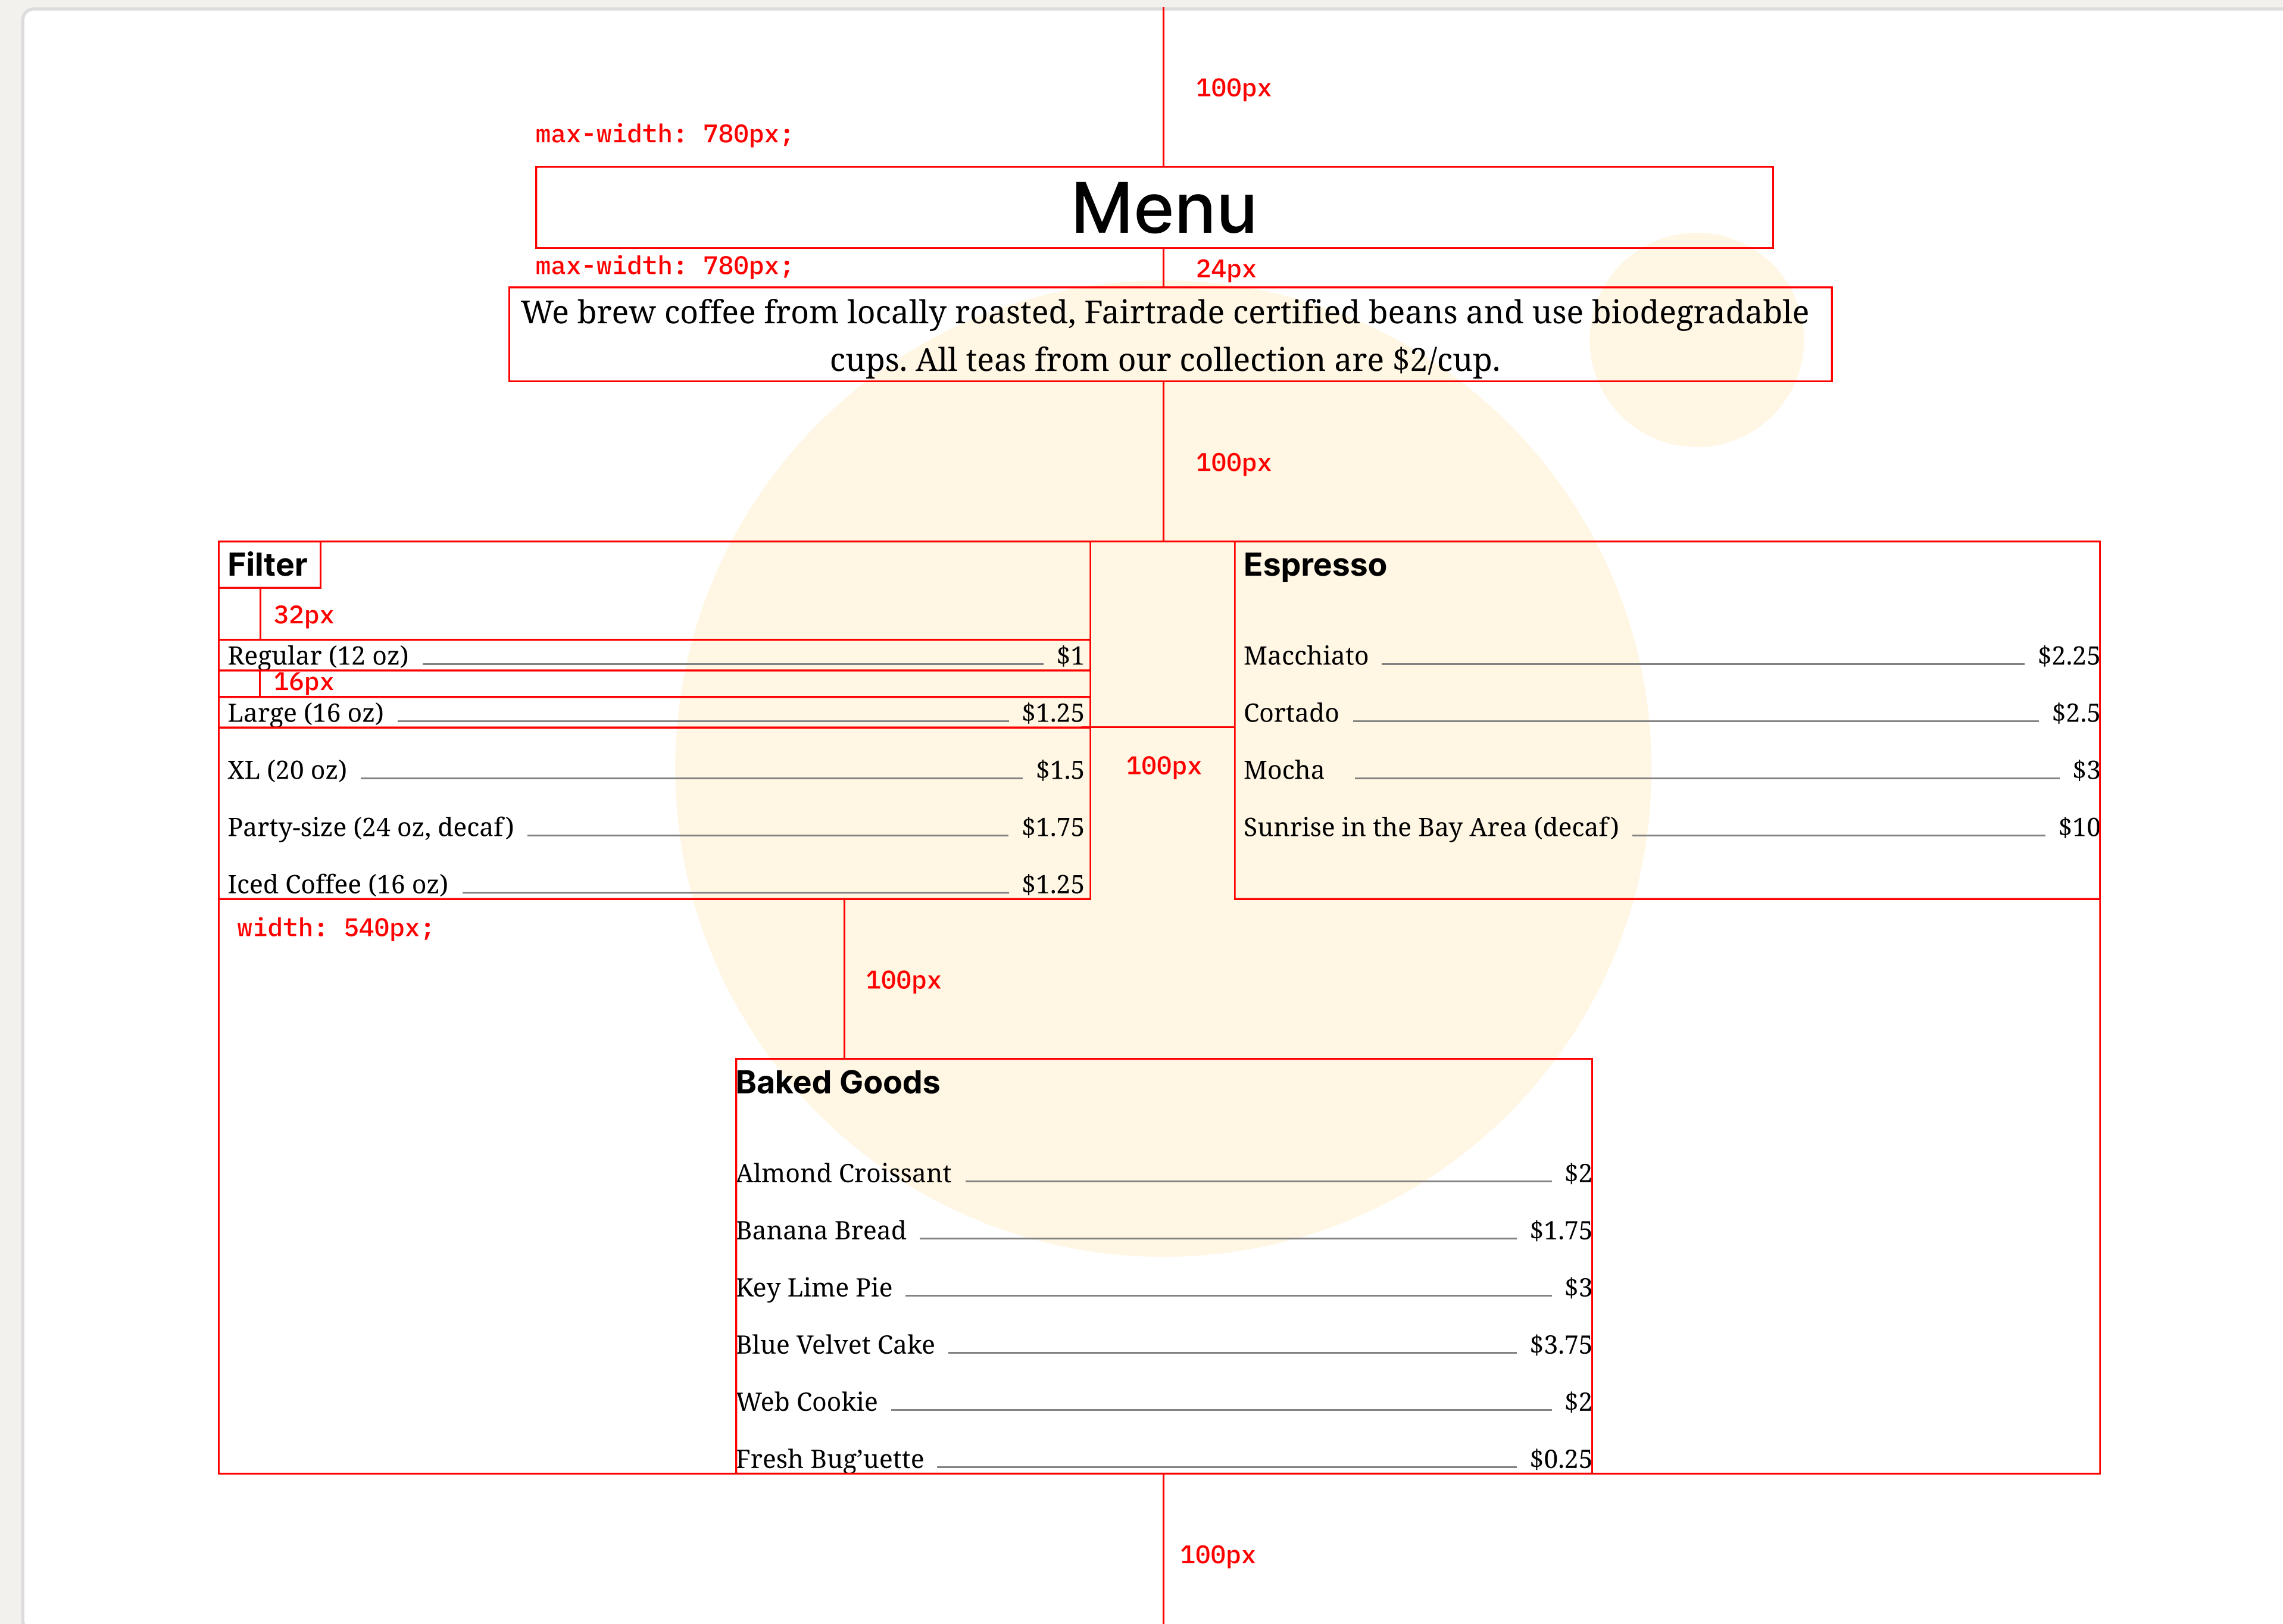 100px
max-width: 780px;
Menu
max-width: 780px;
24px
We brew coffee from locally roasted, Fairtrade certified beans and use biodegradable
cups. All teas from our collection are $2/cup.
100px
Filter
32px
Regular (12 oz) $1
16px
Large (16 oz) $1.25
XL (20 oz) $1.5
Party-size (24 oz, decaf) $1.75
Iced Coffee (16 oz) $1.25
width: 540px;
100px
Espresso
Macchiato $2.25
Cortado $2.5
Mocha $3
Sunrise in the Bay Area (decaf) $10
100px
Baked Goods
Almond Croissant $2
Banana Bread $1.75
Key Lime Pie $3
Blue Velvet Cake $3.75
Web Cookie $2
Fresh Bug’uette $0.25
100px